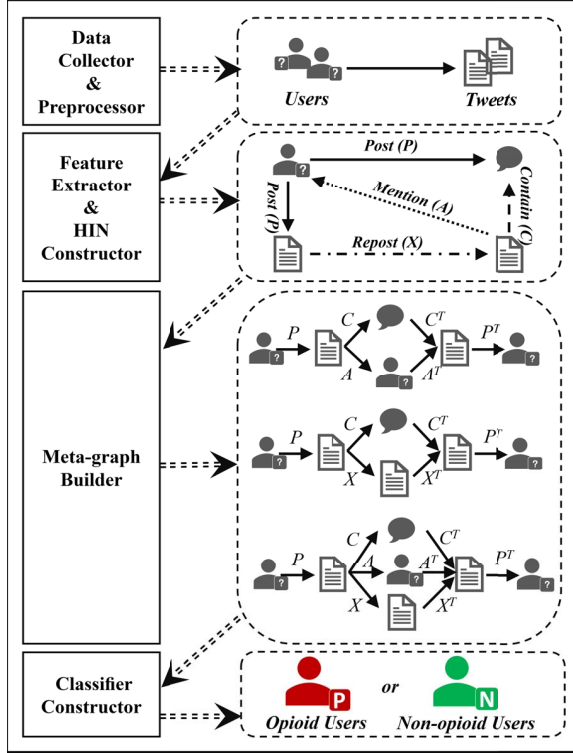 Data
Collector
&
Preprocessor
? ?
Users
Tweets
Feature
Extractor
&
HIN
Constructor
Post (P)
?
Post (P)
Mention (A)
Contain (C)
Repost (X)
Meta-graph
Builder
C C^T
P P^T
? ?
A A^T
?
C C^T
P P^T
? ?
X X^T
C C^T
P A A^T P^T
? ? ?
X X^T
Classifier
Constructor
P or N
Opioid Users Non-opioid Users